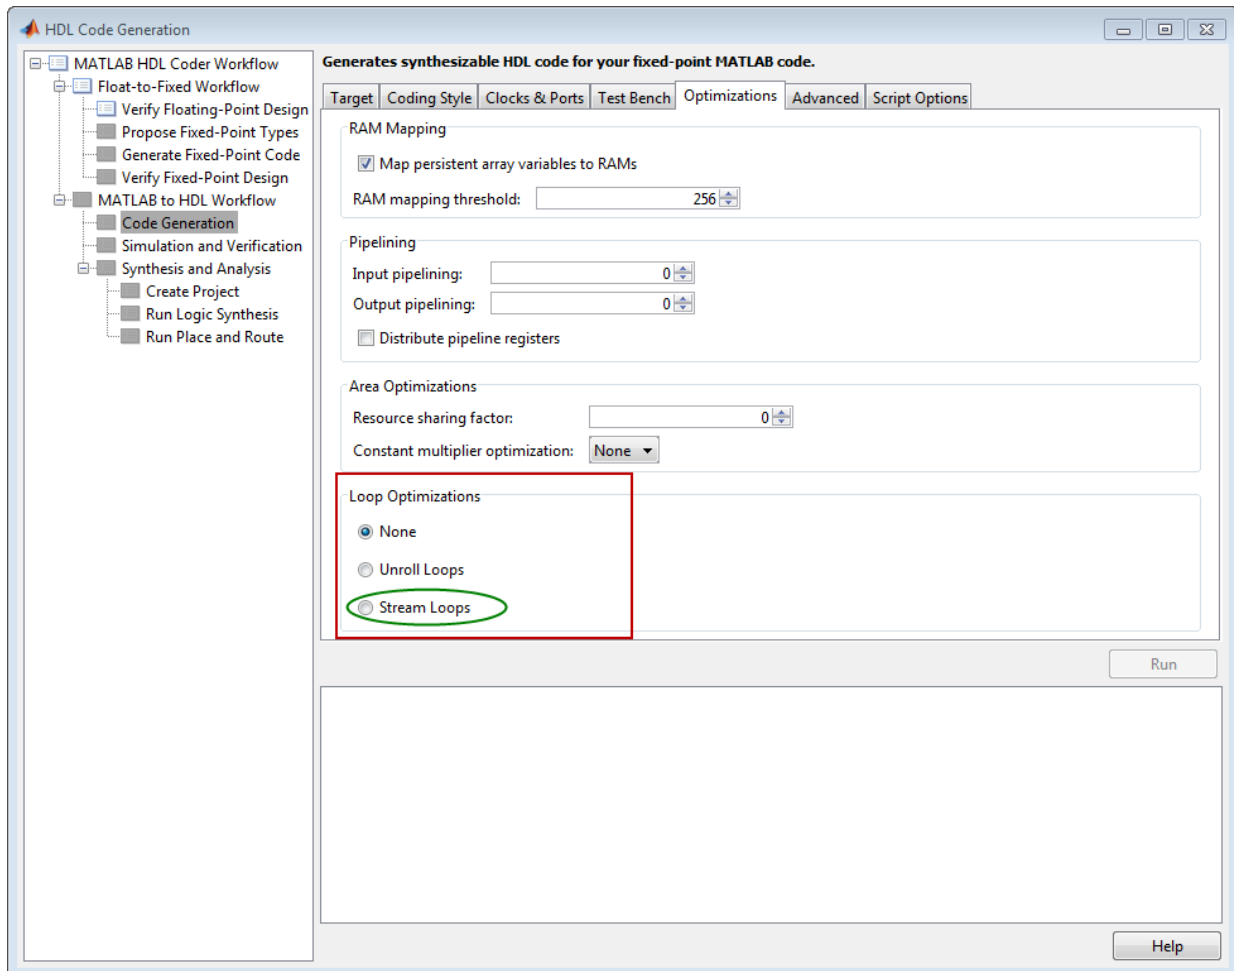 HDL Code Generation
MATLAB HDL Coder Workflow
Float-to-Fixed Workflow
Verify Floating-Point Design
Propose Fixed-Point Types
Generate Fixed-Point Code
Verify Fixed-Point Design
MATLAB to HDL Workflow
Code Generation
Simulation and Verification
Synthesis and Analysis
Create Project
Run Logic Synthesis
Run Place and Route
Generates synthesizable HDL code for your fixed-point MATLAB code.
Target Coding Style Clocks & Ports Test Bench Optimizations Advanced Script Options
RAM Mapping
Map persistent array variables to RAMs
RAM mapping threshold: 256
Pipelining
Input pipelining: 0
Output pipelining: 0
Distribute pipeline registers
Area Optimizations
Resource sharing factor: 0
Constant multiplier optimization: None
Loop Optimizations
None
Unroll Loops
Stream Loops
Run
Help